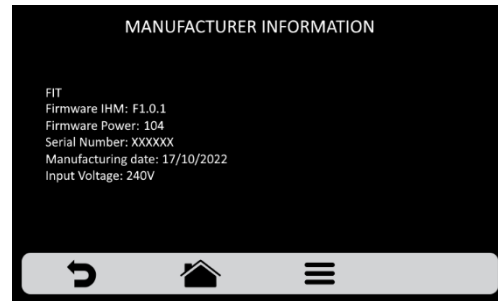 MANUFACTURER INFORMATION
FIT
Firmware IHM: F1.0.1
Firmware Power: 104
Serial Number: XXXXXX
Manufacturing date: 17/10/2022
Input Voltage: 240V